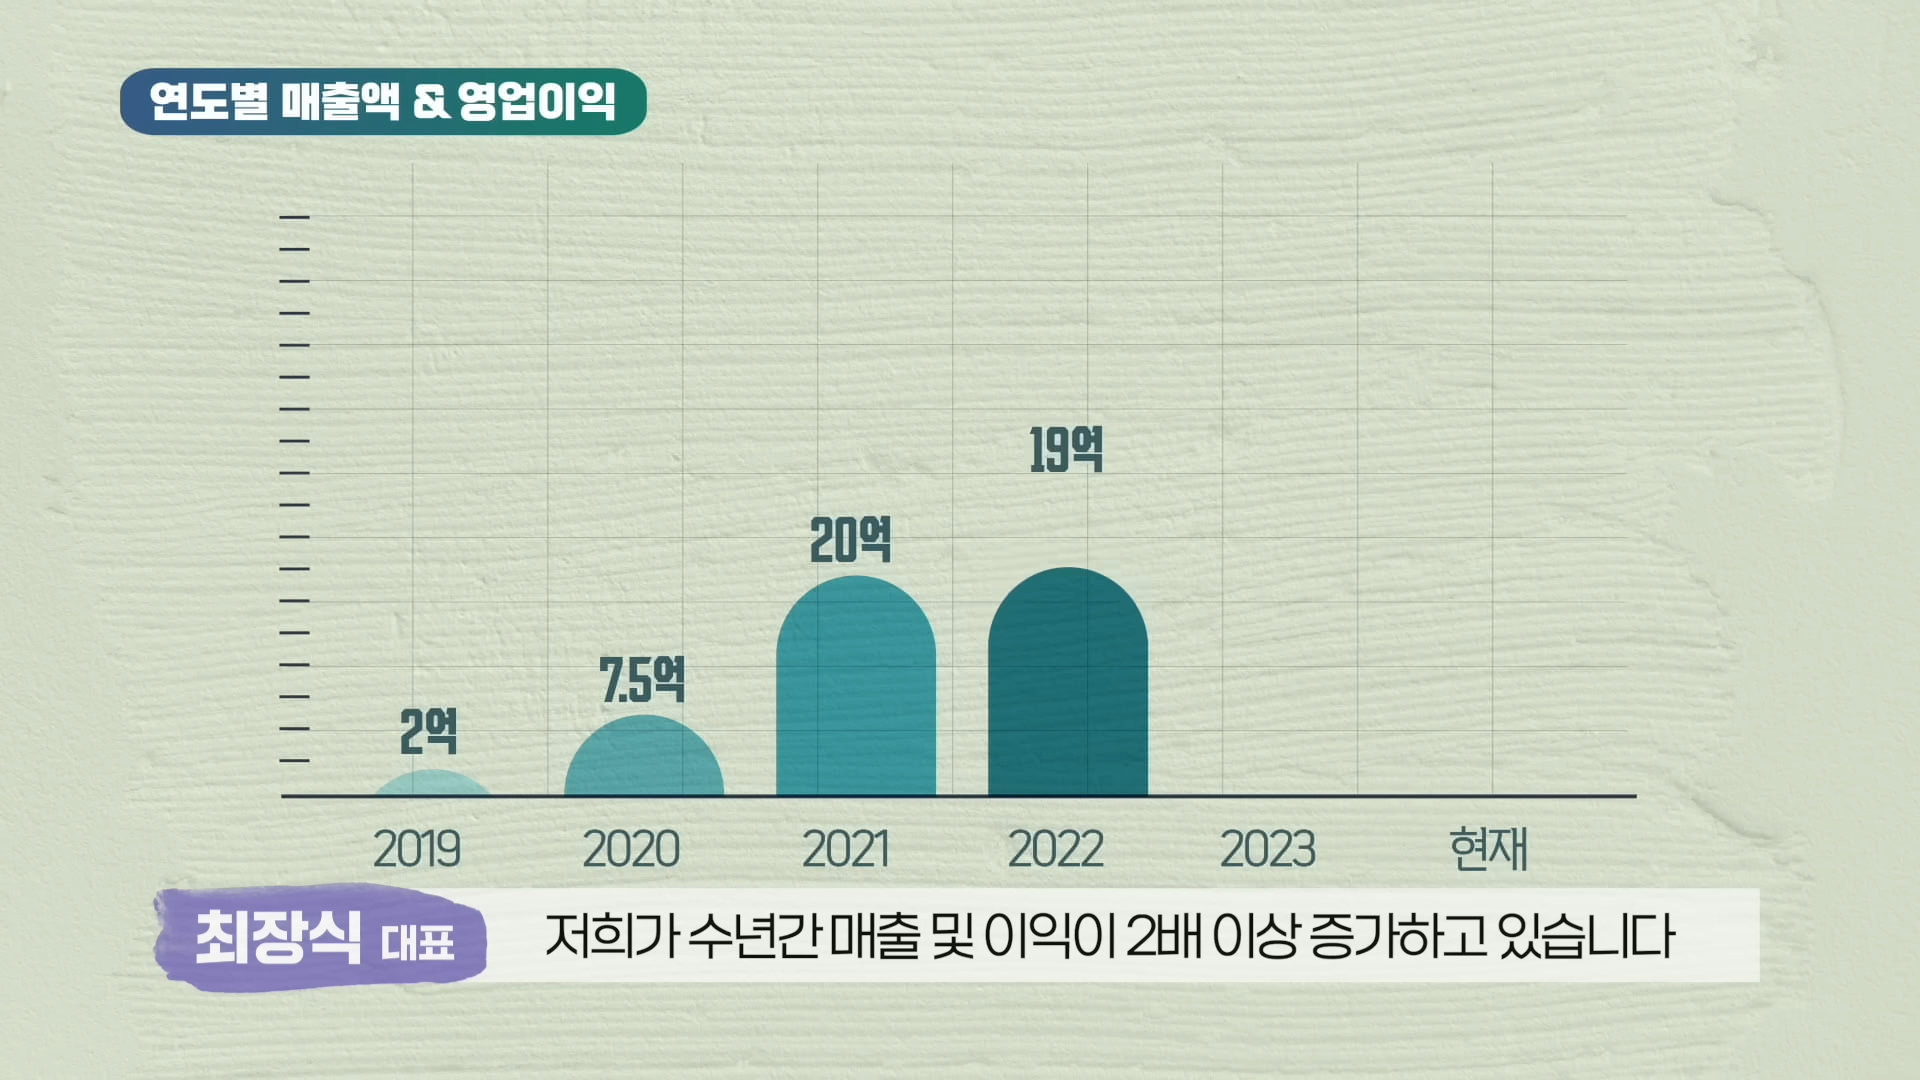 연도별 매출액 & 영업이익
19억
20억
7.5억
2억
2019 2020 2021 2022 2023 현재
최장식 대표 저희가 수년간 매출 및 이익이 2배 이상 증가하고 있습니다